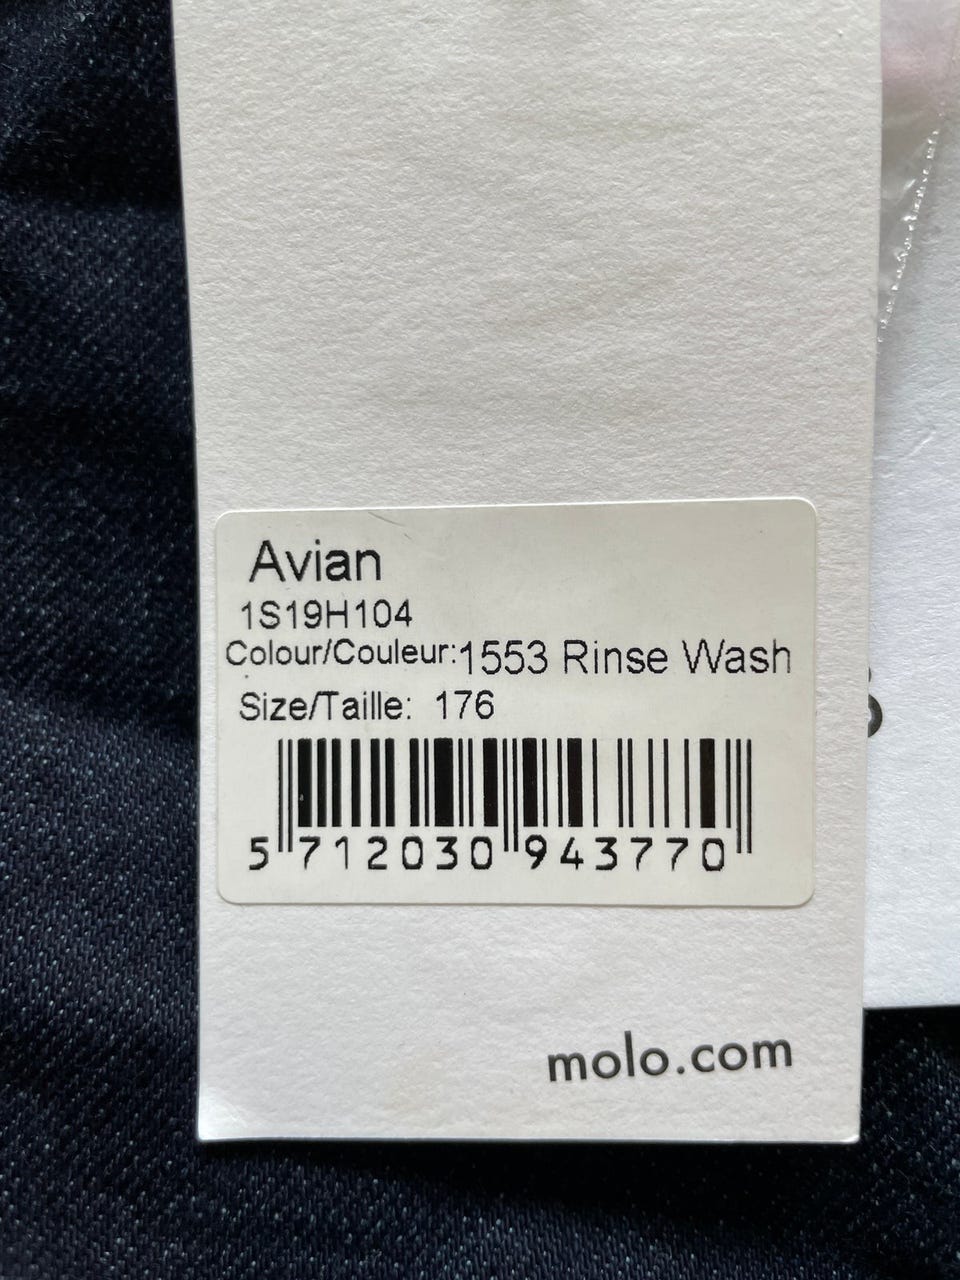 Avian
1S19H104
Colour/Couleur:1553 Rinse Wash
Size/Taille: 176
5 712030 943770
molo.com